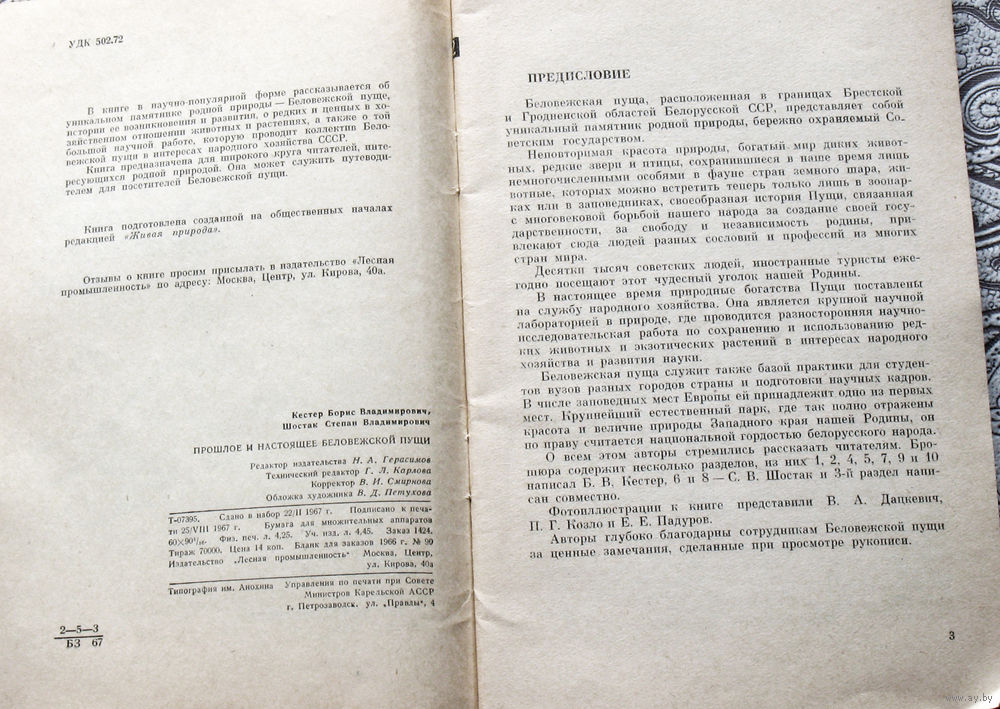 УДК 502.72
В книге в научно-популярной форме рассказывается об
уникальном памятнике родной природы — Беловежской пуще,
истории ее возникновения и развития, о редких и ценных в хо-
зяйственном отношении животных и растениях, а также о той
большой научной работе, которую проводит коллектив Бело-
вежской пущи в интересах народного хозяйства СССР.
Книга предназначена для широкого круга читателей, инте-
ресующихся родной природой. Она может служить путеводи-
телем для посетителей Беловежской пущи.
Книга подготовлена созданной на общественных началах
редакцией «Живая природа».
Отзывы о книге просим присылать в издательство «Лесная
промышленность» по адресу: Москва, Центр, ул. Кирова, 40а.
Кестер Борис Владимирович,
Шостак Степан Владимирович
ПРОШЛОЕ И НАСТОЯЩЕЕ БЕЛОВЕЖСКОЙ ПУЩИ
Редактор издательства Н. А. Герасимов
Технический редактор Г. Л. Карлова
Корректор В. И. Смирнова
Обложка художника В. Д. Петухова
Т-07395. Сдано в набор 22/II 1967 г. Подписано к печа-
ти 25/VIII 1967 г. Бумага для множительных аппаратов
60×90¹/₁₆. Физ. печ. л. 4,25. Уч. изд. л. 4,45. Заказ 1424.
Тираж 70000. Цена 14 коп. Бланк для заказов 1966 г. № 90
Издательство „Лесная промышленность“ Москва, Центр,
ул. Кирова, 40а
Типография им. Анохина Управления по печати при Совете
Министров Карельской АССР
г. Петрозаводск, ул. „Правды“, 4
2—5—3
БЗ 67
ПРЕДИСЛОВИЕ
Беловежская пуща, расположенная в границах Брестской
и Гродненской областей Белорусской ССР, представляет собой
уникальный памятник родной природы, бережно охраняемый Со-
ветским государством.
Неповторимая красота природы, богатый мир диких живот-
ных, редкие звери и птицы, сохранившиеся в наше время лишь
немногочисленными особями в фауне стран земного шара, жи-
вотные, которых можно встретить теперь только лишь в зоопар-
ках или в заповедниках, своеобразная история Пущи, связанная
с многовековой борьбой нашего народа за создание своей госу-
дарственности, за свободу и независимость родины, при-
влекают сюда людей разных сословий и профессий из многих
стран мира.
Десятки тысяч советских людей, иностранные туристы еже-
годно посещают этот чудесный уголок нашей Родины.
В настоящее время природные богатства Пущи поставлены
на службу народного хозяйства. Она является крупной научной
лабораторией в природе, где проводится разносторонняя научно-
исследовательская работа по сохранению и использованию ред-
ких животных и экзотических растений в интересах народного
хозяйства и развития науки.
Беловежская пуща служит также базой практики для студен-
тов вузов разных городов страны и подготовки научных кадров.
В числе заповедных мест Европы ей принадлежит одно из первых
мест. Крупнейший естественный парк, где так полно отражены
красота и величие природы Западного края нашей Родины, он
по праву считается национальной гордостью белорусского народа.
О всем этом авторы стремились рассказать читателям. Бро-
шюра содержит несколько разделов, из них 1, 2, 4, 5, 7, 9 и 10
написал Б. В. Кестер, 6 и 8 — С. В. Шостак и 3-й раздел напи-
сан совместно.
Фотоиллюстрации к книге представили В. А. Дацкевич,
П. Г. Козло и Е. Е. Падуров.
Авторы глубоко благодарны сотрудникам Беловежской пущи
за ценные замечания, сделанные при просмотре рукописи.
3
www.ay.by